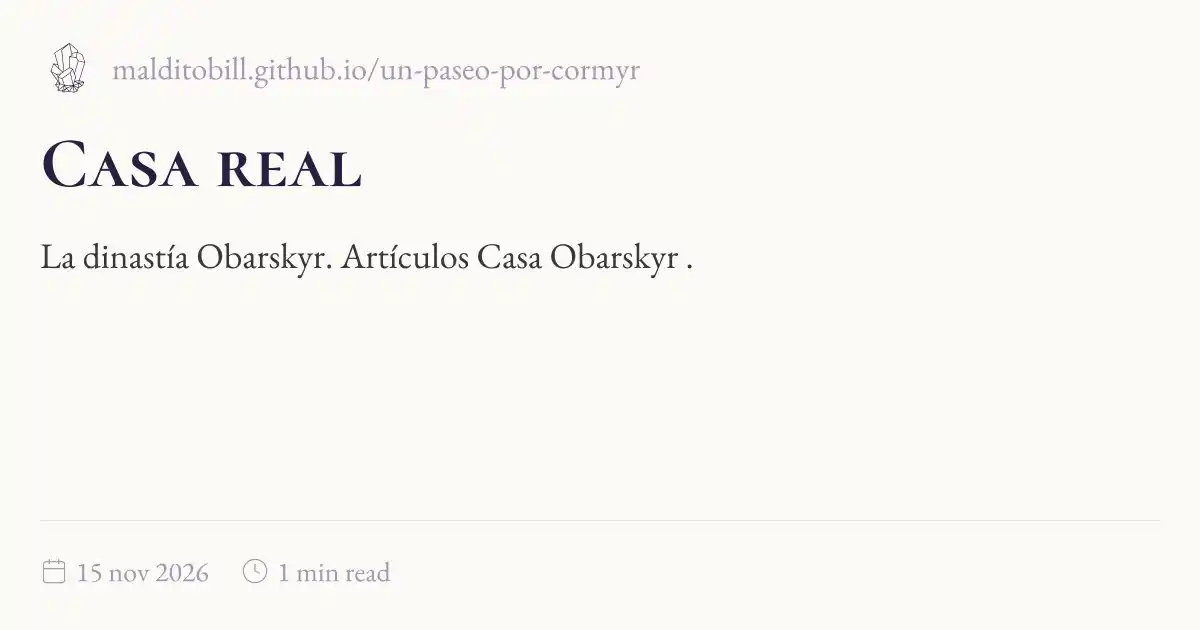 malditobill.github.io/un-paseo-por-cormyr
Casa real
La dinastía Obarskyr. Artículos Casa Obarskyr .
15 nov 2026 1 min read